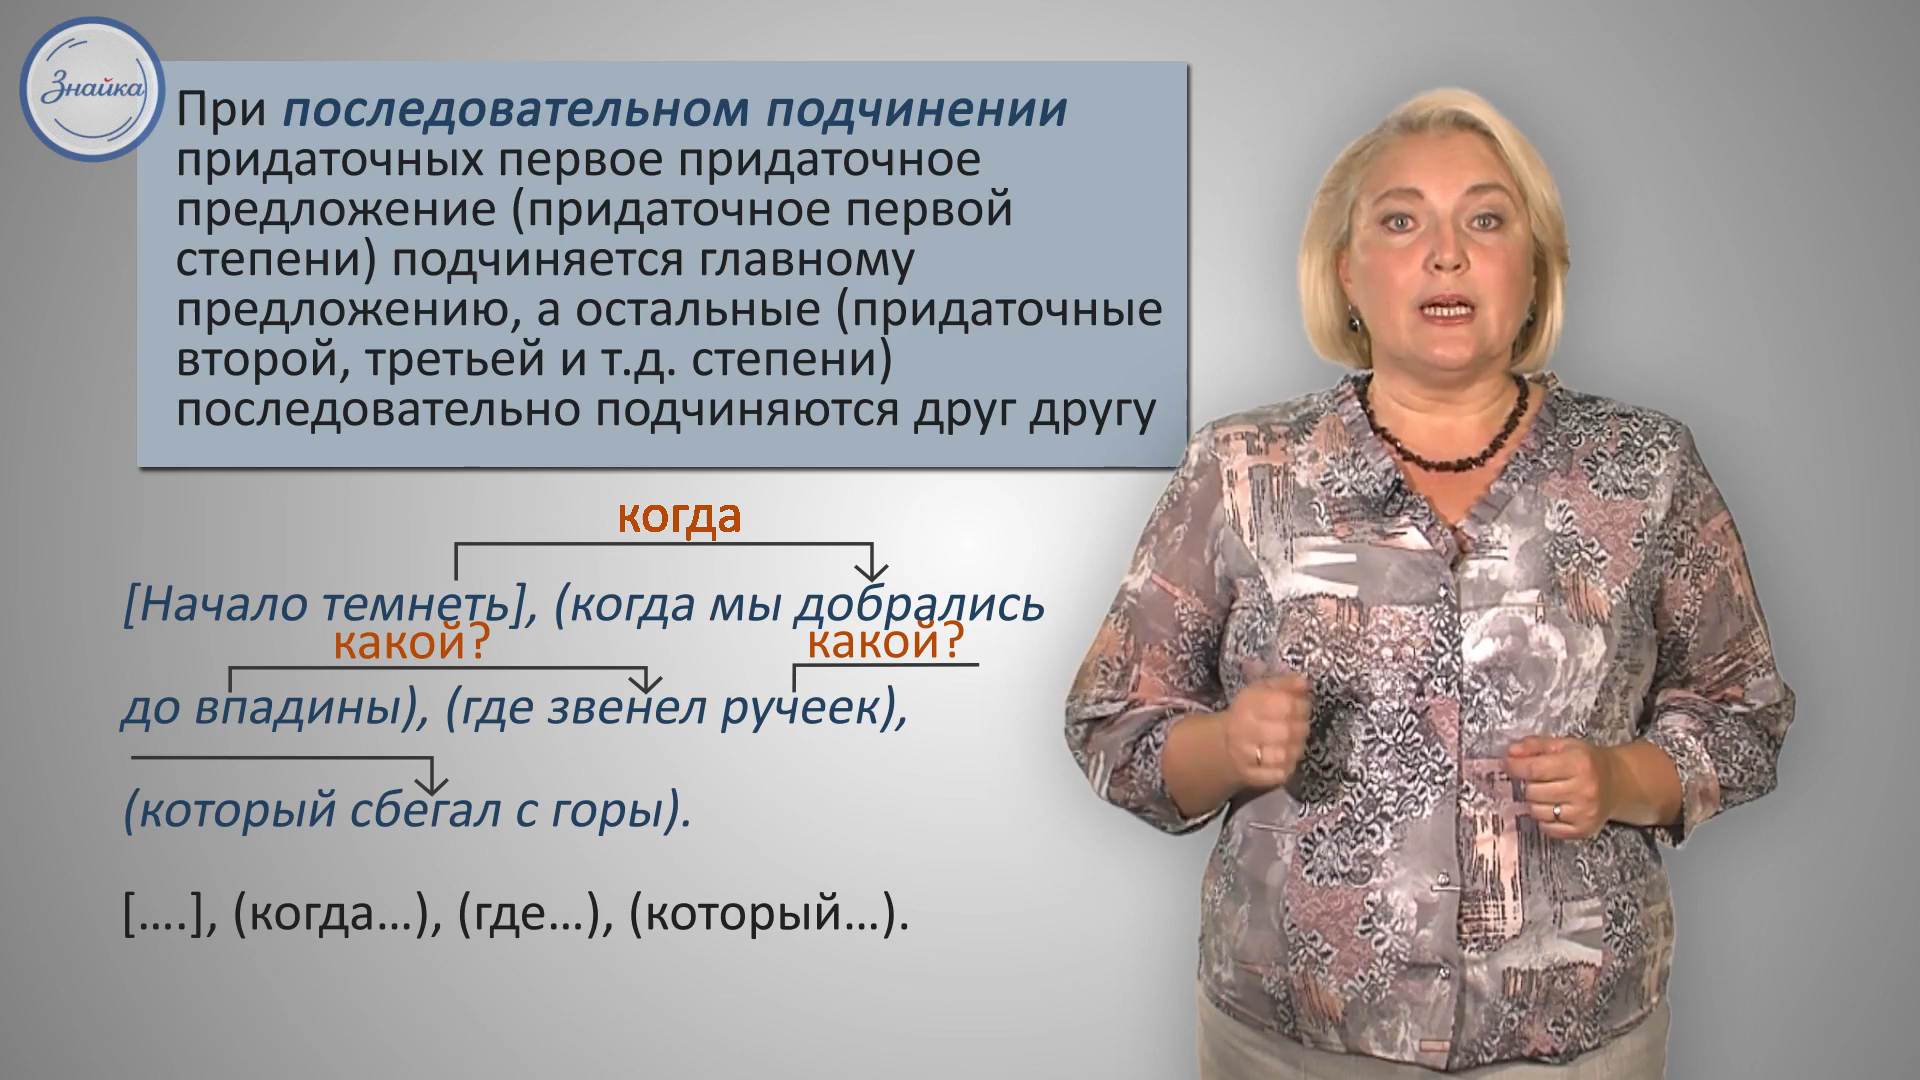 Знайка
При последовательном подчинении
придаточных первое придаточное
предложение (придаточное первой
степени) подчиняется главному
предложению, а остальные (придаточные
второй, третьей и т.д. степени)
последовательно подчиняются друг другу
когда
[Начало темнеть], (когда мы добрались
какой? какой?
до впадины), (где звенел ручеек),
(который сбегал с горы).
[....], (когда...), (где...), (который...).